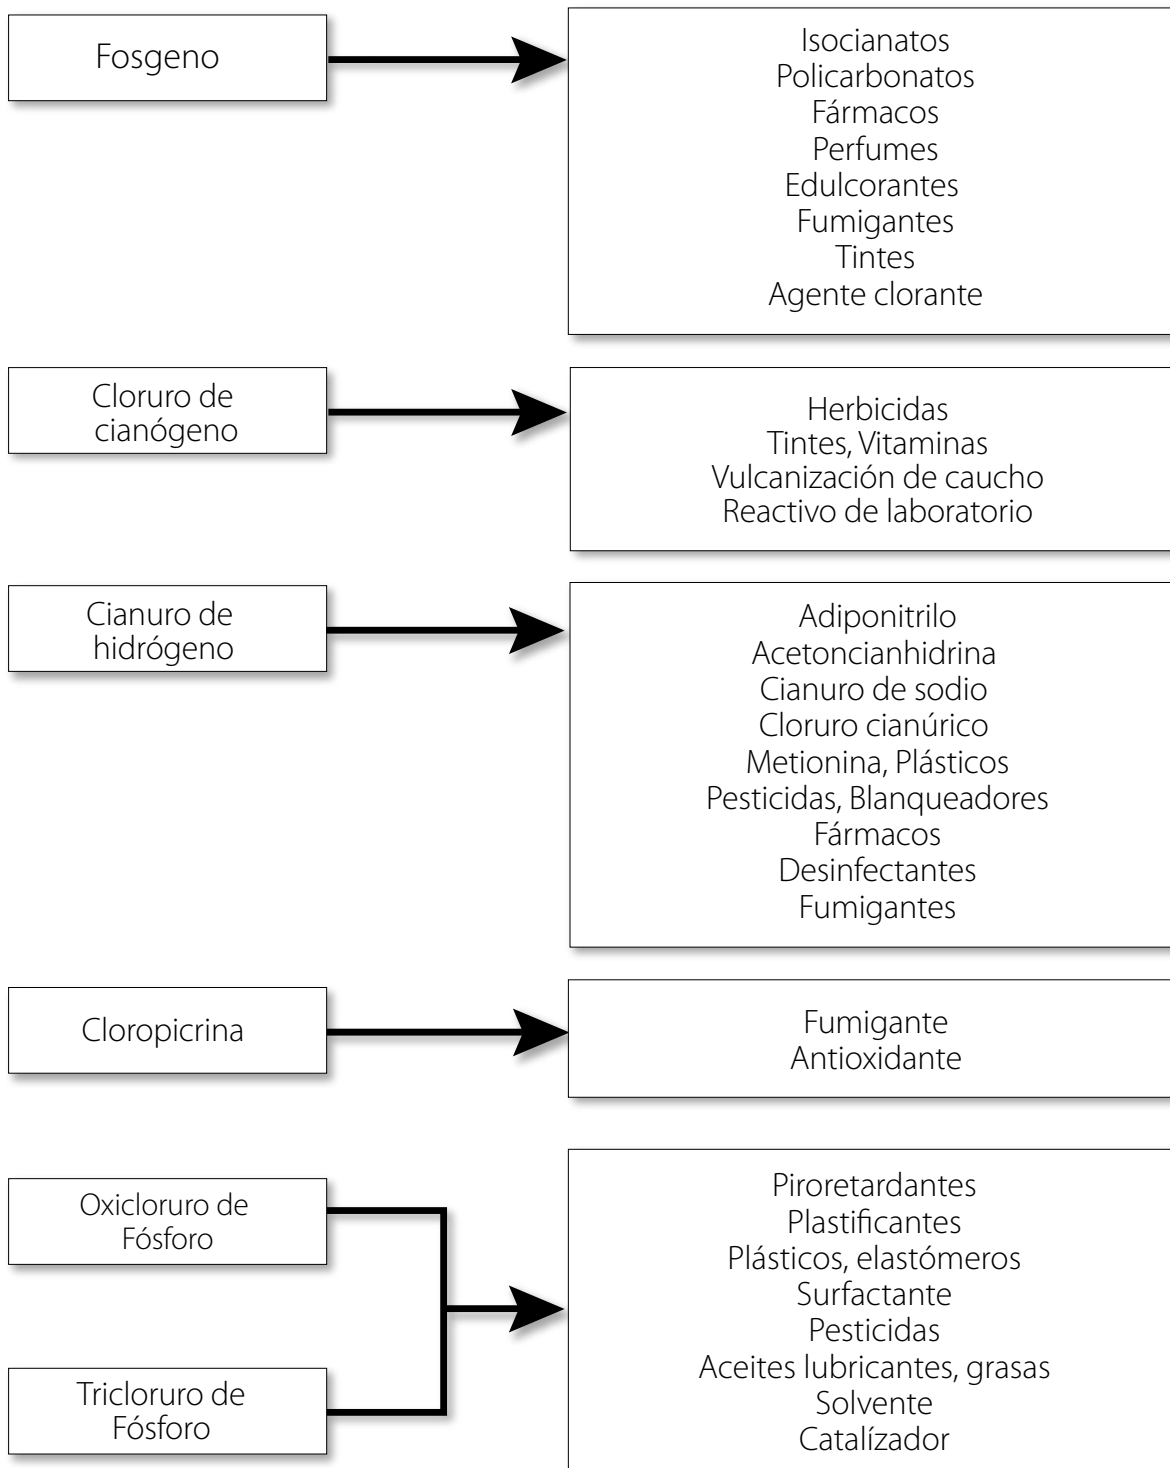 Fosgeno
Isocianatos
Policarbonatos
Fármacos
Perfumes
Edulcorantes
Fumigantes
Tintes
Agente clorante
Cloruro de
cianógeno
Herbicidas
Tintes, Vitaminas
Vulcanización de caucho
Reactivo de laboratorio
Cianuro de
hidrógeno
Adiponitrilo
Acetoncianhidrina
Cianuro de sodio
Cloruro cianúrico
Metionina, Plásticos
Pesticidas, Blanqueadores
Fármacos
Desinfectantes
Fumigantes
Cloropicrina
Fumigante
Antioxidante
Oxicloruro de
Fósforo
Tricloruro de
Fósforo
Piroretardantes
Plastificantes
Plásticos, elastómeros
Surfactante
Pesticidas
Aceites lubricantes, grasas
Solvente
Catalízador